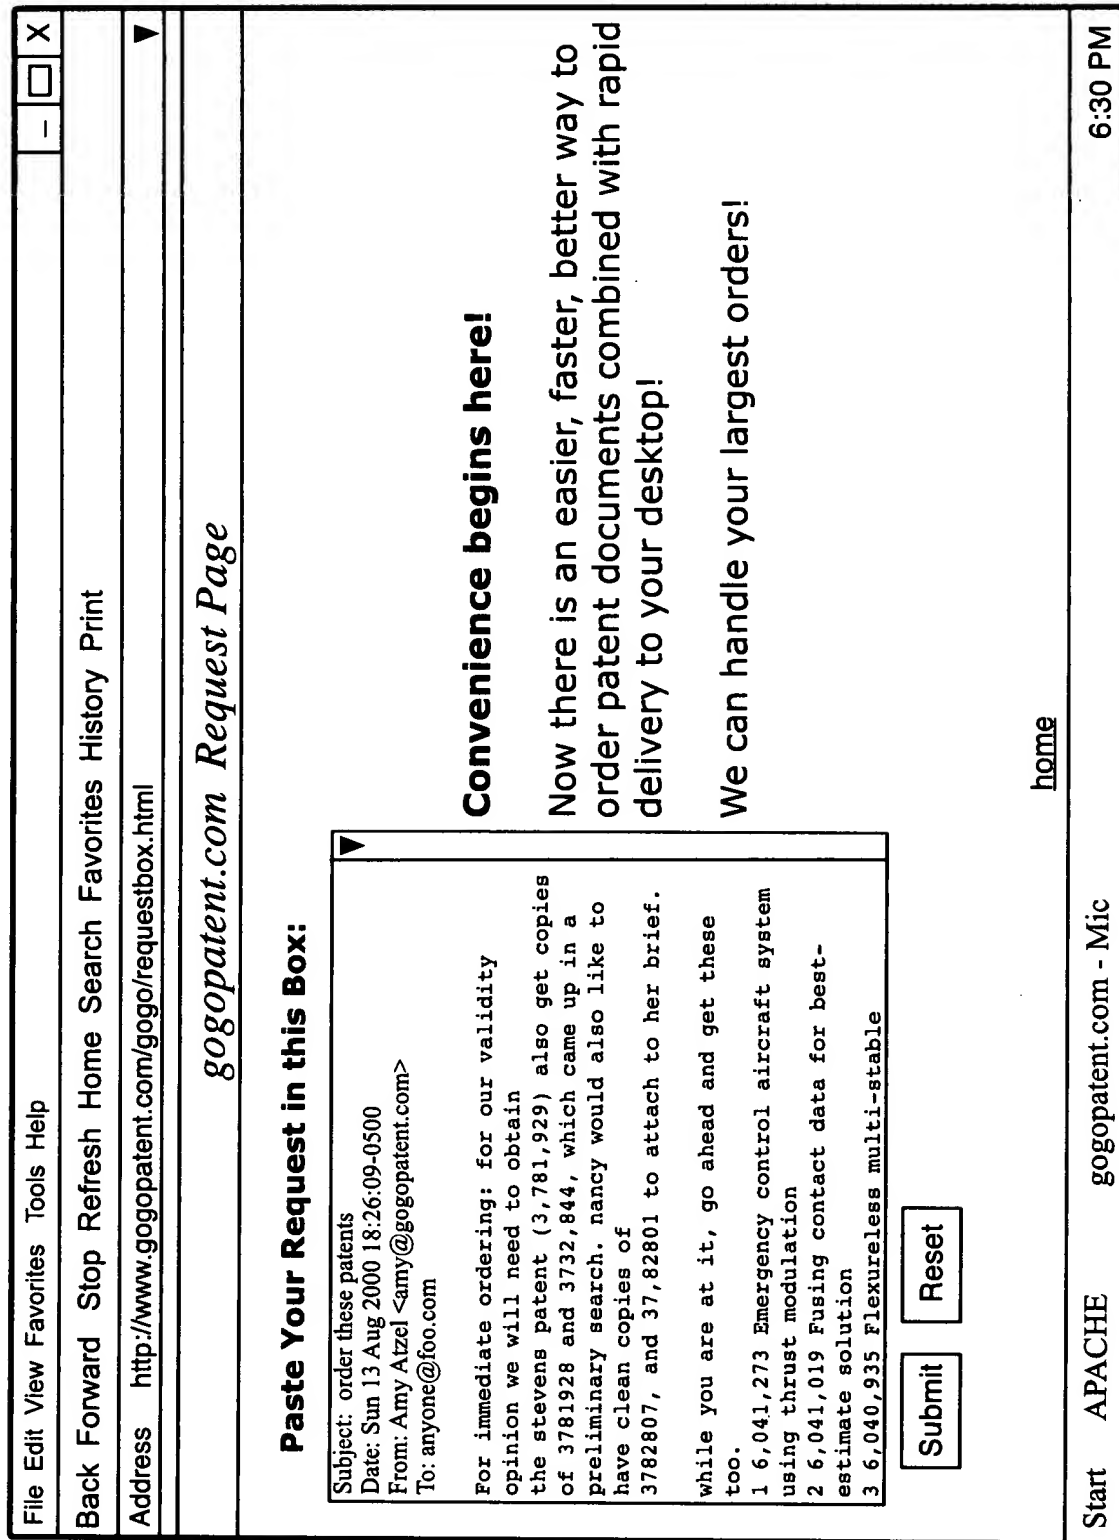 File Edit View Favorites Tools Help
– □ X
Back Forward Stop Refresh Home Search Favorites History Print
Address http://www.gogopatent.com/gogo/requestbox.html
gogopatent.com Request Page
Paste Your Request in this Box:
Subject: order these patents
Date: Sun 13 Aug 2000 18:26:09-0500
From: Amy Atzel <amy@gogopatent.com>
To: anyone@foo.com
For immediate ordering: for our validity
opinion we will need to obtain
the stevens patent (3,781,929) also get copies
of 3781928 and 3732,844, which came up in a
preliminary search. nancy would also like to
have clean copies of
3782807, and 37,82801 to attach to her brief.
while you are at it, go ahead and get these
too.
1 6,041,273 Emergency control aircraft system
using thrust modulation
2 6,041,019 Fusing contact data for best-
estimate solution
3 6,040,935 Flexureless multi-stable
Submit Reset
Convenience begins here!
Now there is an easier, faster, better way to
order patent documents combined with rapid
delivery to your desktop!
We can handle your largest orders!
home
Start APACHE gogopatent.com - Mic 6:30 PM